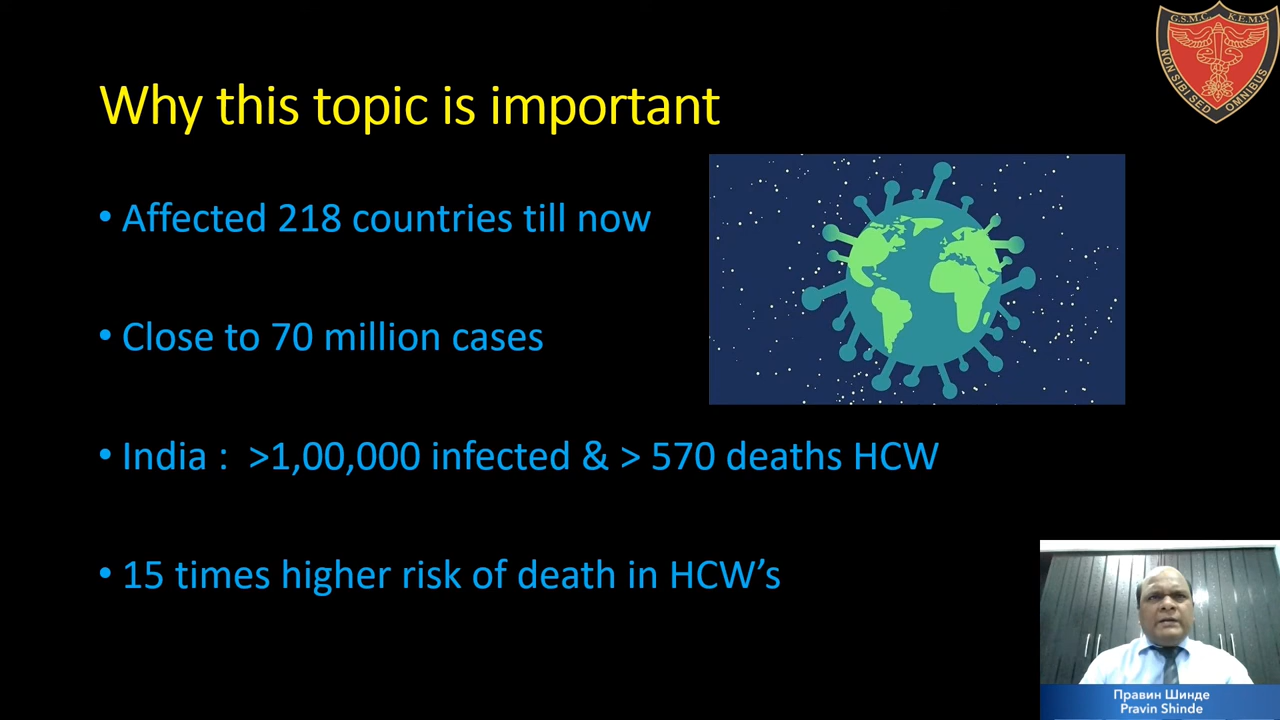 G.S.M.C. K.E.M.H
NON SIBI SED OMNIBUS
Why this topic is important
• Affected 218 countries till now
• Close to 70 million cases
• India : >1,00,000 infected & > 570 deaths HCW
• 15 times higher risk of death in HCW’s
Правин Шинде
Pravin Shinde